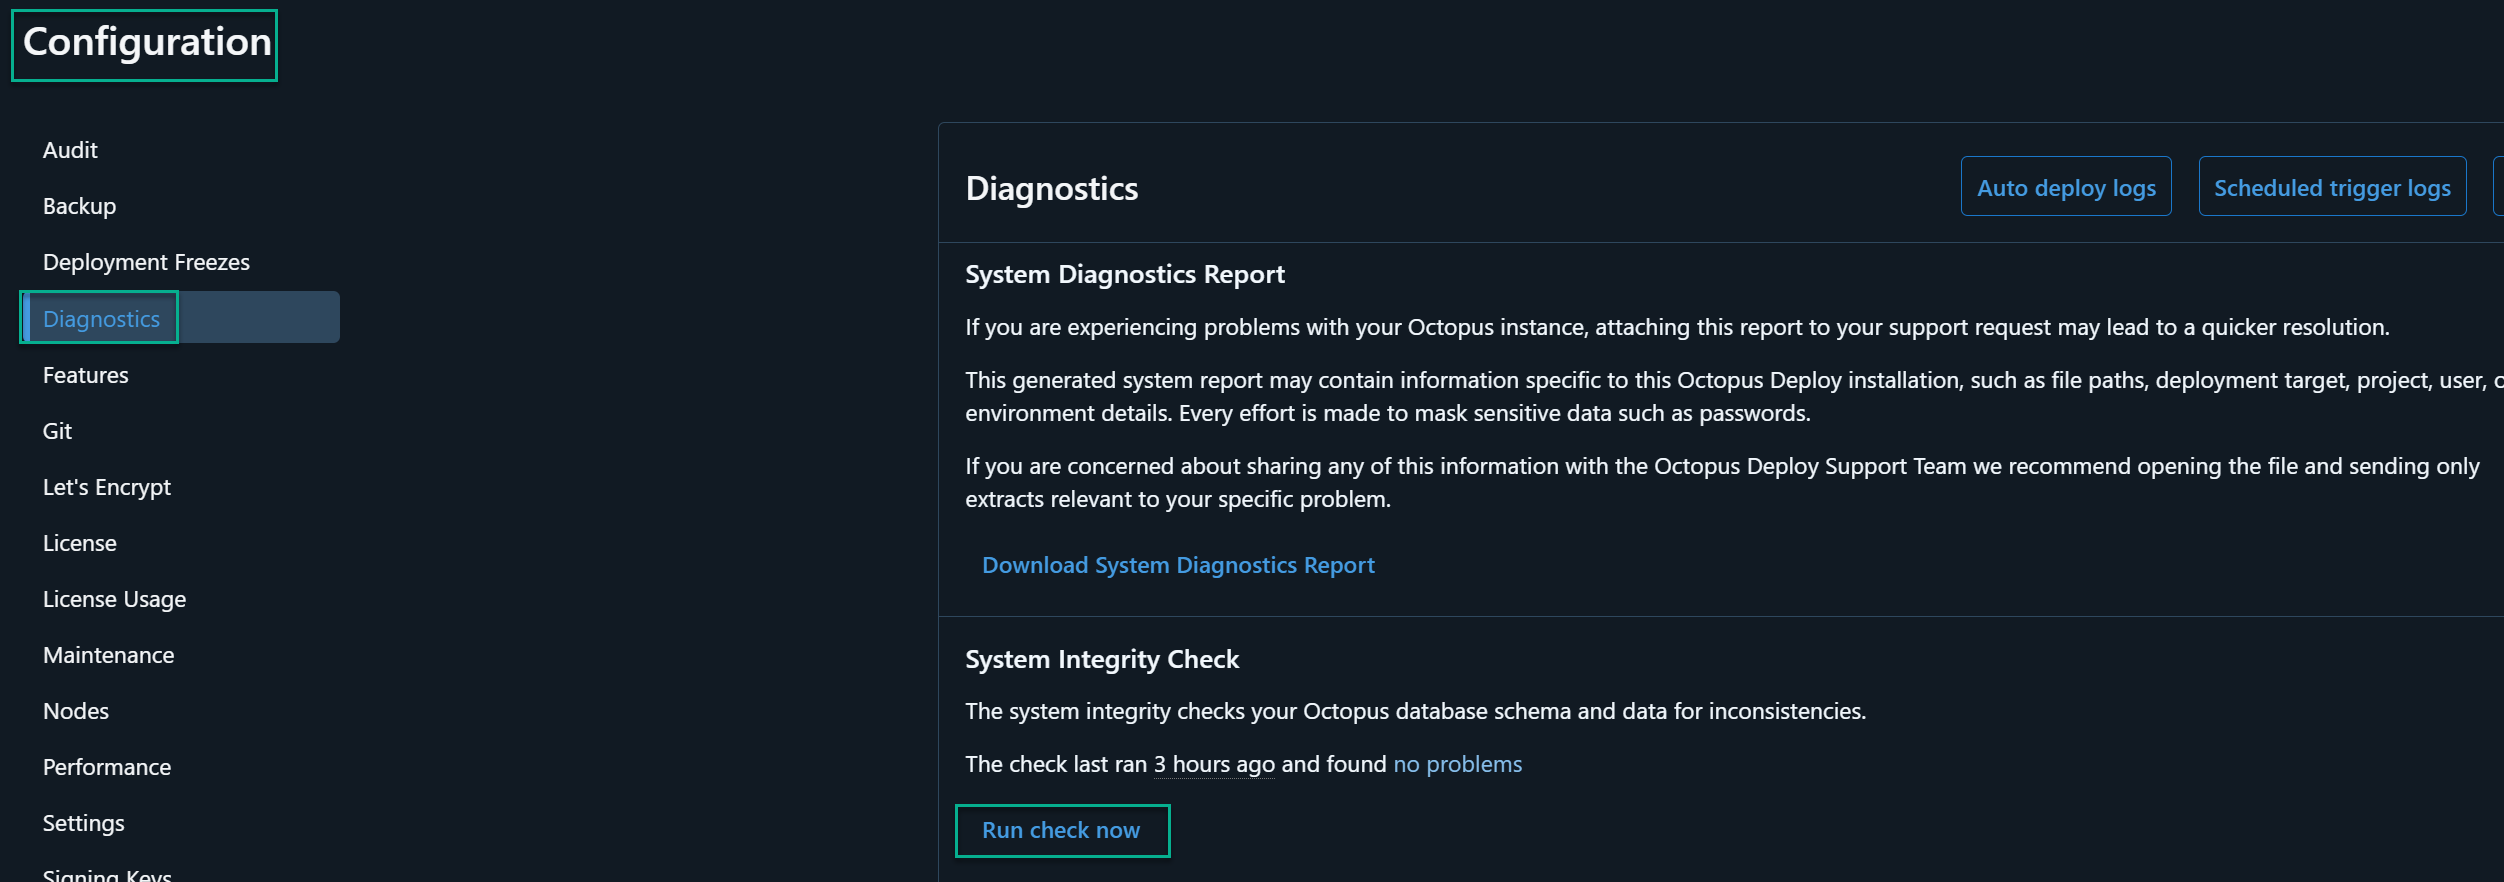 Configuration
Audit
Backup
Deployment Freezes
Diagnostics
Features
Git
Let's Encrypt
License
License Usage
Maintenance
Nodes
Performance
Settings
Signing Keys
Diagnostics
Auto deploy logs
Scheduled trigger logs
System Diagnostics Report
If you are experiencing problems with your Octopus instance, attaching this report to your support request may lead to a quicker resolution.
This generated system report may contain information specific to this Octopus Deploy installation, such as file paths, deployment target, project, user,
environment details. Every effort is made to mask sensitive data such as passwords.
If you are concerned about sharing any of this information with the Octopus Deploy Support Team we recommend opening the file and sending only
extracts relevant to your specific problem.
Download System Diagnostics Report
System Integrity Check
The system integrity checks your Octopus database schema and data for inconsistencies.
The check last ran 3 hours ago and found no problems
Run check now